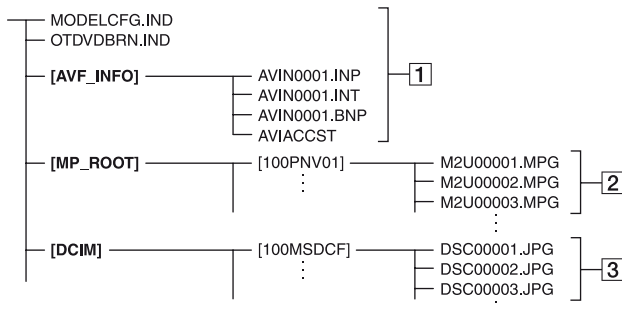 MODELCFG.IND
OTDVDBRN.IND
[AVF_INFO] AVIN0001.INP
AVIN0001.INT
AVIN0001.BNP
AVIACCST
1
[MP_ROOT] [100PNV01] M2U00001.MPG
M2U00002.MPG
M2U00003.MPG
2
[DCIM] [100MSDCF] DSC00001.JPG
DSC00002.JPG
DSC00003.JPG
3